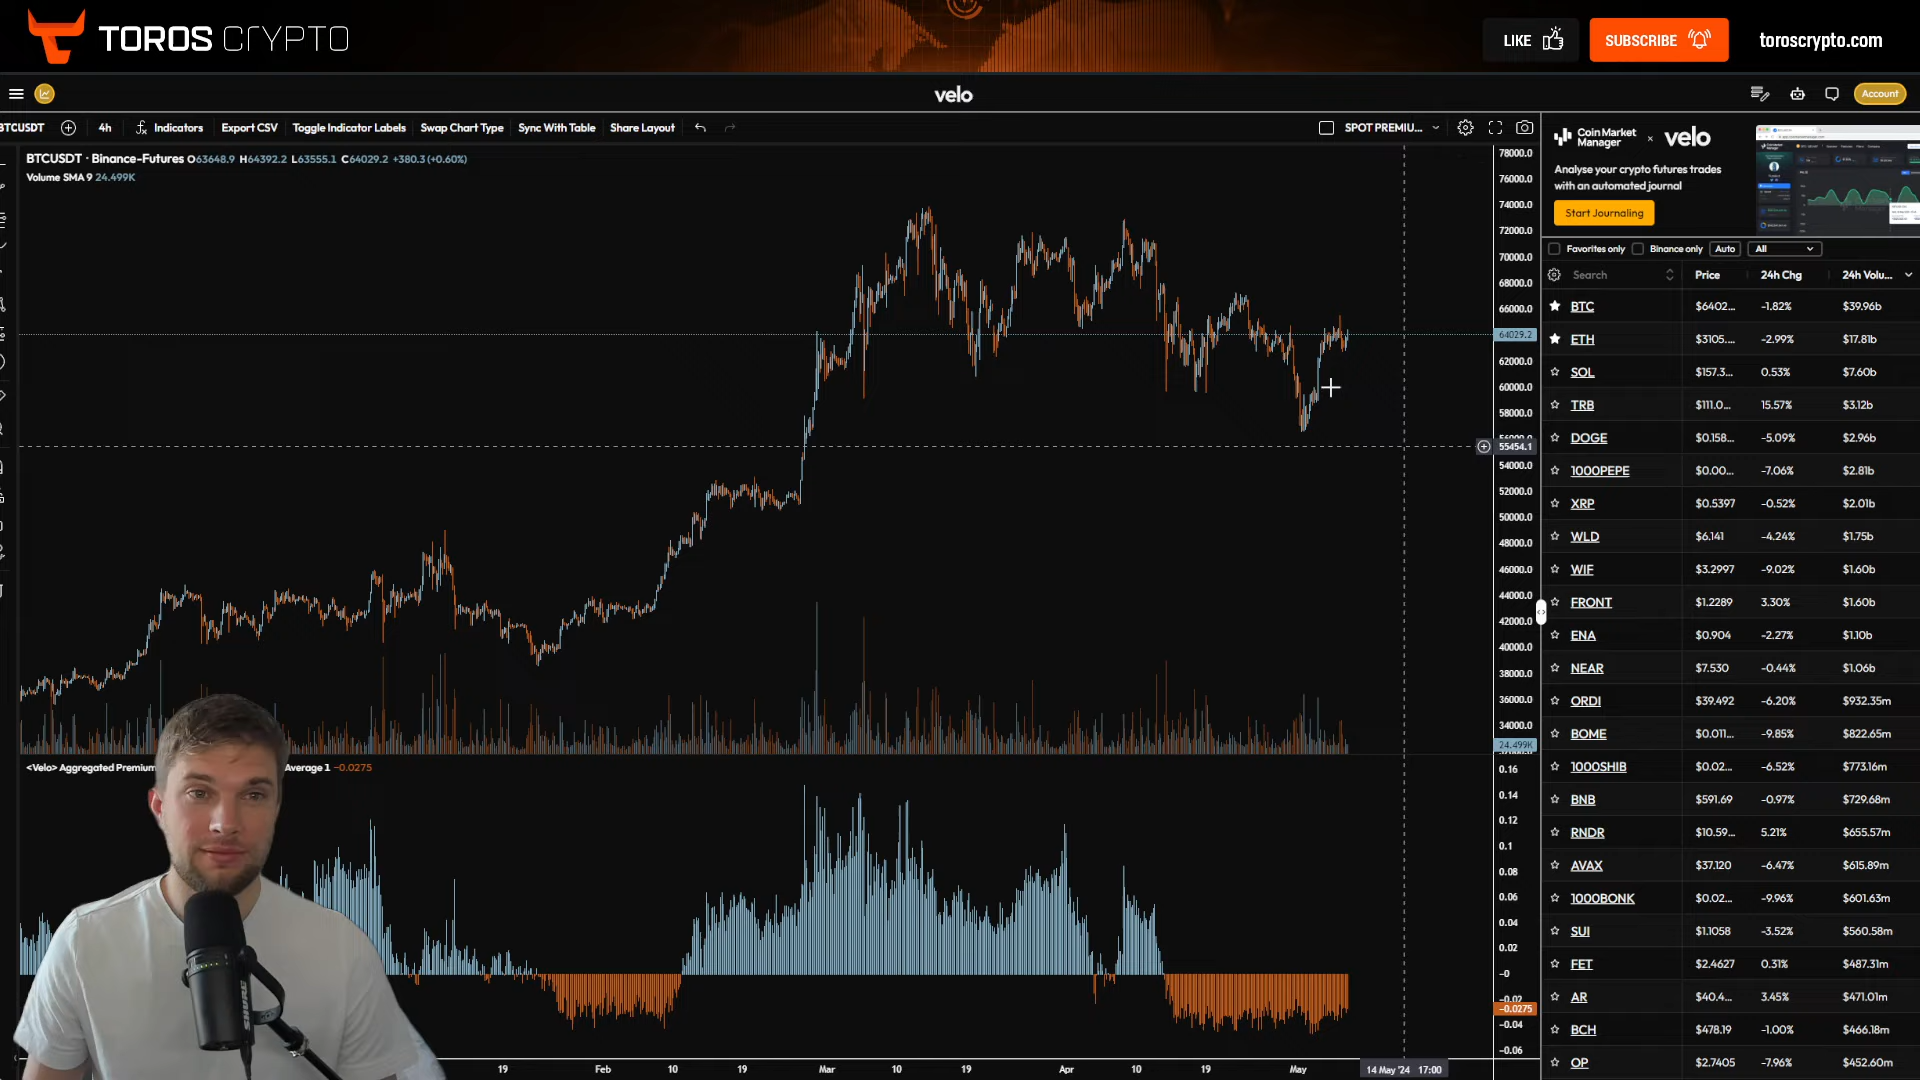 TOROS CRYPTO
LIKE
SUBSCRIBE
toroscrypto.com
velo
Account
BTCUSDT
4h
Indicators
Export CSV
Toggle Indicator Labels
Swap Chart Type
Sync With Table
Share Layout
SPOT PREMIU...
BTCUSDT · Binance-Futures O63648.9 H64392.2 L63555.1 C64029.2 +380.3 (+0.60%)
Volume SMA 9 24.499K
78000.0
76000.0
74000.0
72000.0
70000.0
68000.0
66000.0
64029.2
62000.0
60000.0
58000.0
55454.1
54000.0
52000.0
50000.0
48000.0
46000.0
44000.0
42000.0
40000.0
38000.0
36000.0
34000.0
24.499K
<Velo> Aggregated Premium
Average 1 −0.0275
0.16
0.14
0.12
0.1
0.08
0.06
0.04
0.02
−0
−0.02
−0.0275
−0.04
−0.06
19 Feb 10 19 Mar 10 19 Apr 10 19 May 14 May '24 17:00
Coin Market Manager × velo
Analyse your crypto futures trades
with an automated journal
Start Journaling
Favorites only Binance only Auto All
Search Price 24h Chg 24h Volu...
BTC $6402... -1.82% $39.96b
ETH $3105.... -2.99% $17.81b
SOL $157.3... 0.53% $7.60b
TRB $111.0... 15.57% $3.12b
DOGE $0.158... -5.09% $2.96b
1000PEPE $0.00... -7.06% $2.81b
XRP $0.5397 -0.52% $2.01b
WLD $6.141 -4.24% $1.75b
WIF $3.2997 -9.02% $1.60b
FRONT $1.2289 3.30% $1.60b
ENA $0.904 -2.27% $1.10b
NEAR $7.530 -0.44% $1.06b
ORDI $39.492 -6.20% $932.35m
BOME $0.011... -9.85% $822.65m
1000SHIB $0.02... -6.52% $773.16m
BNB $591.69 -0.97% $729.68m
RNDR $10.59... 5.21% $655.57m
AVAX $37.120 -6.47% $615.89m
1000BONK $0.02... -9.96% $601.63m
SUI $1.1058 -3.52% $560.58m
FET $2.4627 0.31% $487.31m
AR $40.4... 3.45% $471.01m
BCH $478.19 -1.00% $466.18m
OP $2.7405 -7.96% $452.60m
SHURE